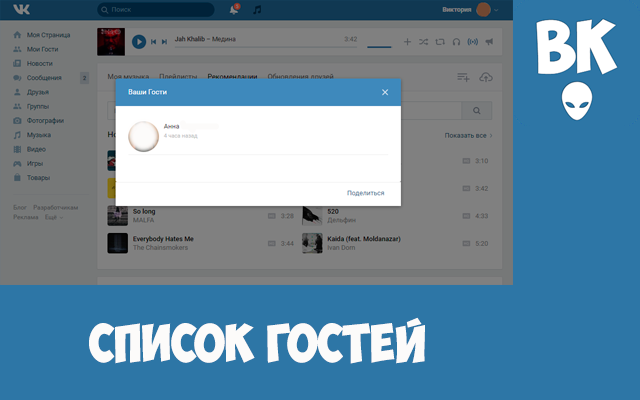 Поиск
1
Jah Khalib – Медина
3:42
Виктория
Моя Страница
Мои Гости
Новости
Сообщения 3
Друзья
Группы
Фотографии
Музыка
Видео
Игры
Товары
Блог Разработчикам
Реклама Ещё
Моя музыка Плейлисты Рекомендации Обновления друзей
Ваши Гости
Анна
4 часа назад
Поделиться
Показать все
3:10
3:42
So long
MALFA
3:28
520
Дельфин
4:33
Everybody Hates Me
The Chainsmokers
3:44
Kaida (feat. Moldanazar)
Ivan Dorn
5:20
ВК
СПИСОК ГОСТЕЙ